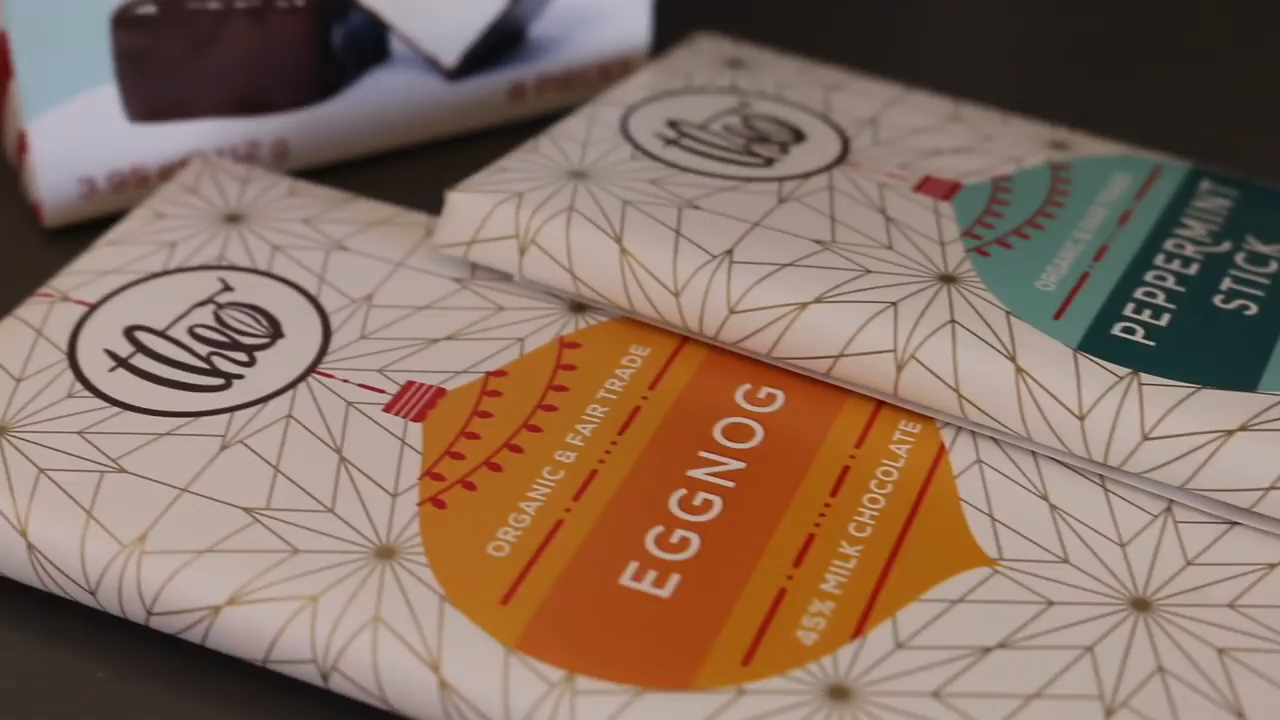 theo
ORGANIC & FAIR TRADE
PEPPERMINT
STICK
theo
ORGANIC & FAIR TRADE
EGGNOG
45% MILK CHOCOLATE